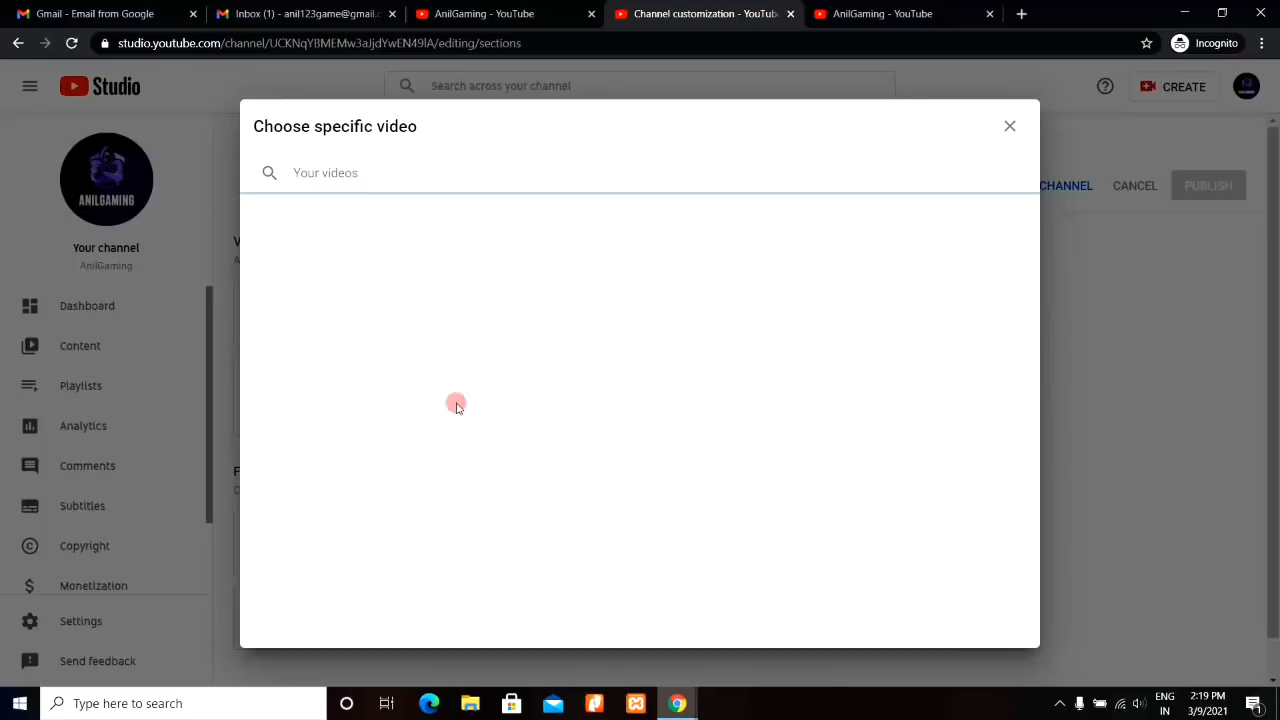 Gmail - Email from Google
Inbox (1) - anil123game@gmail.c
AnilGaming - YouTube
Channel customization - YouTub
AnilGaming - YouTube
studio.youtube.com/channel/UCKNqYBMEMw3aJjdYwEN49lA/editing/sections
Incognito
Studio
Search across your channel
CREATE
Choose specific video
Your videos
ANILGAMING
CHANNEL
CANCEL
PUBLISH
Your channel
AnilGaming
Dashboard
Content
Playlists
Analytics
Comments
Subtitles
Copyright
Monetization
Settings
Send feedback
Type here to search
ENG
IN
2:19 PM
3/9/2021